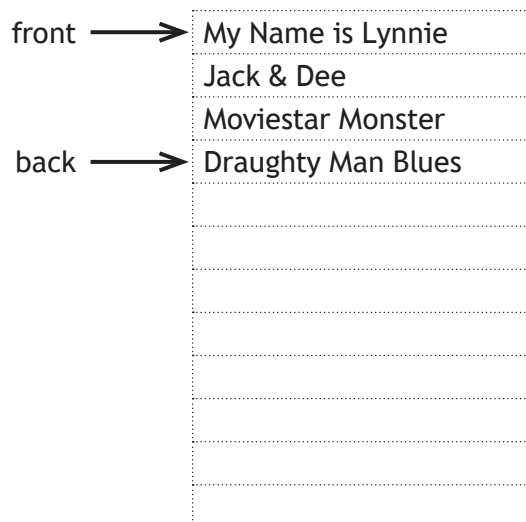 front My Name is Lynnie
Jack & Dee
Moviestar Monster
back Draughty Man Blues